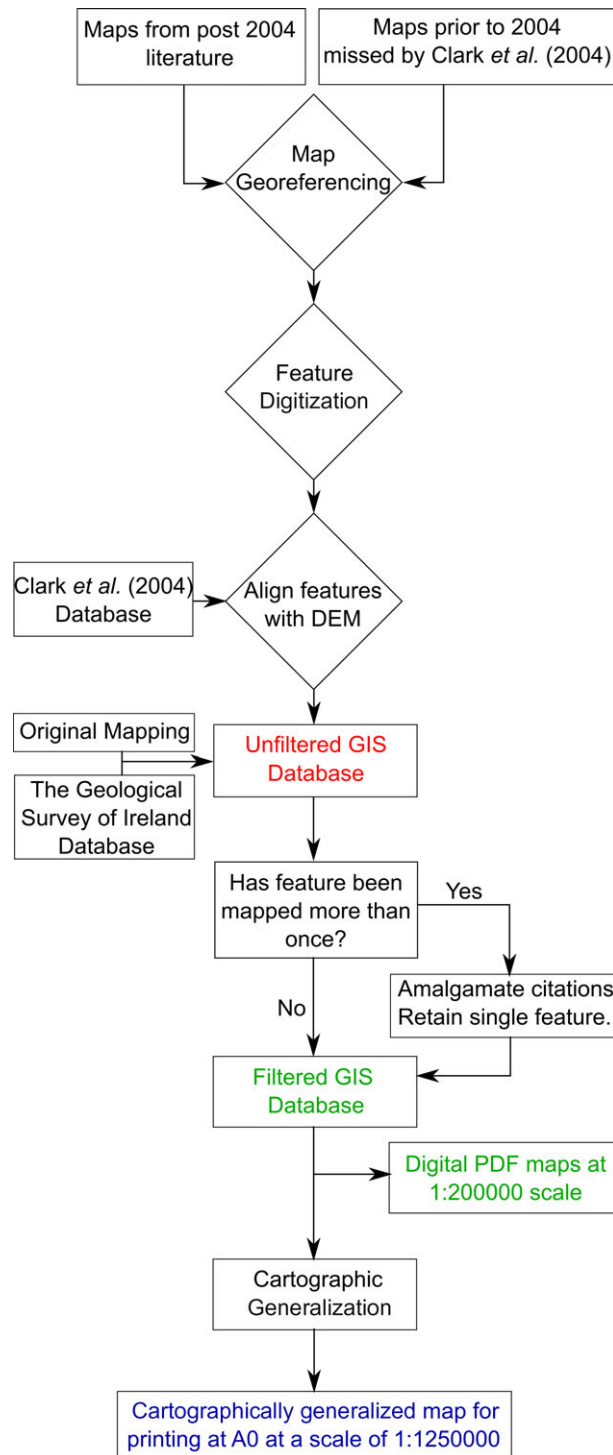 Maps from post 2004
literature
Maps prior to 2004
missed by Clark et al. (2004)
Map
Georeferencing
Feature
Digitization
Clark et al. (2004)
Database
Align features
with DEM
Original Mapping
The Geological
Survey of Ireland
Database
Unfiltered GIS
Database
Has feature been
mapped more than
once?
Yes
No
Amalgamate citations.
Retain single feature.
Filtered GIS
Database
Digital PDF maps at
1:200000 scale
Cartographic
Generalization
Cartographically generalized map for
printing at A0 at a scale of 1:1250000